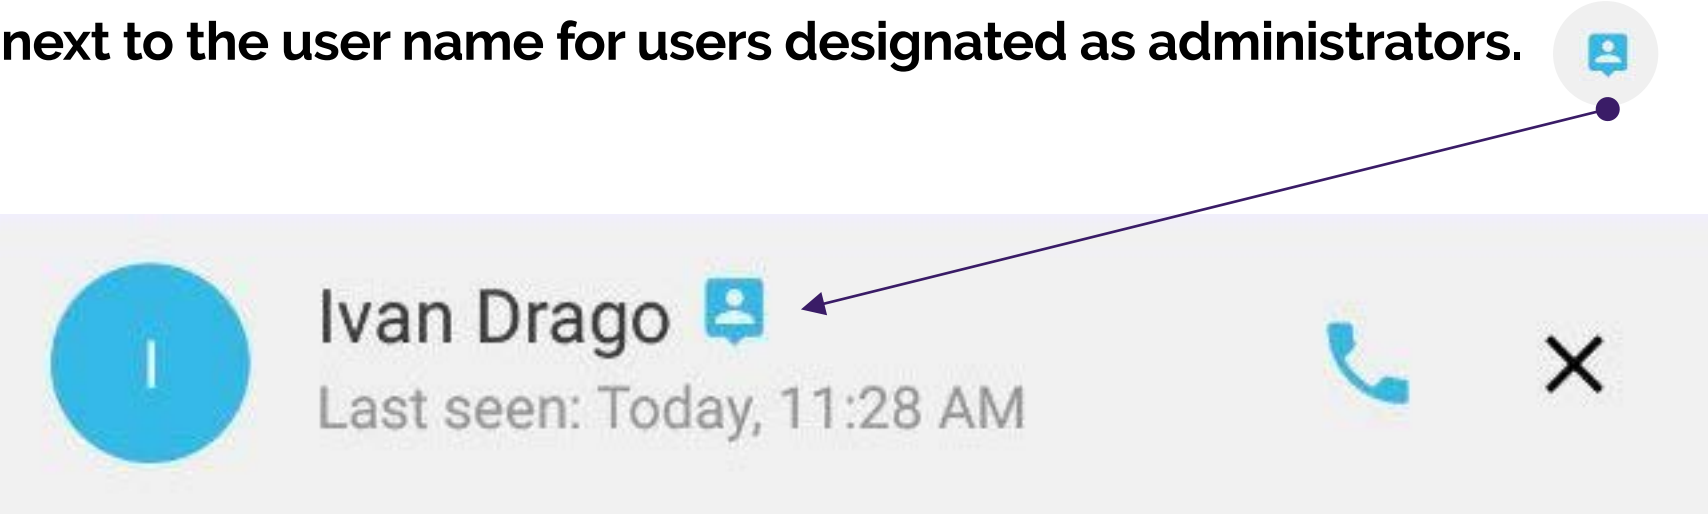 next to the user name for users designated as administrators.
Ivan Drago
I
Last seen: Today, 11:28 AM